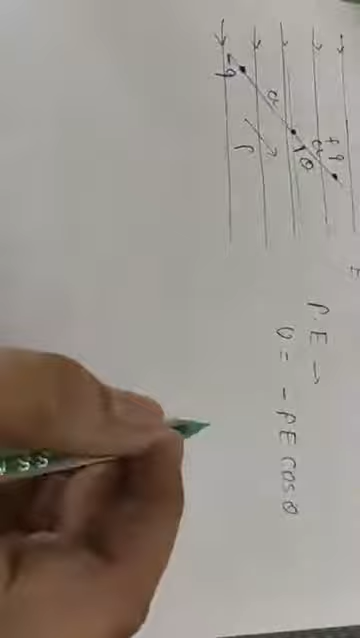 -q
a
a
+q
θ
P
E
P.E →
U = - PE cos θ